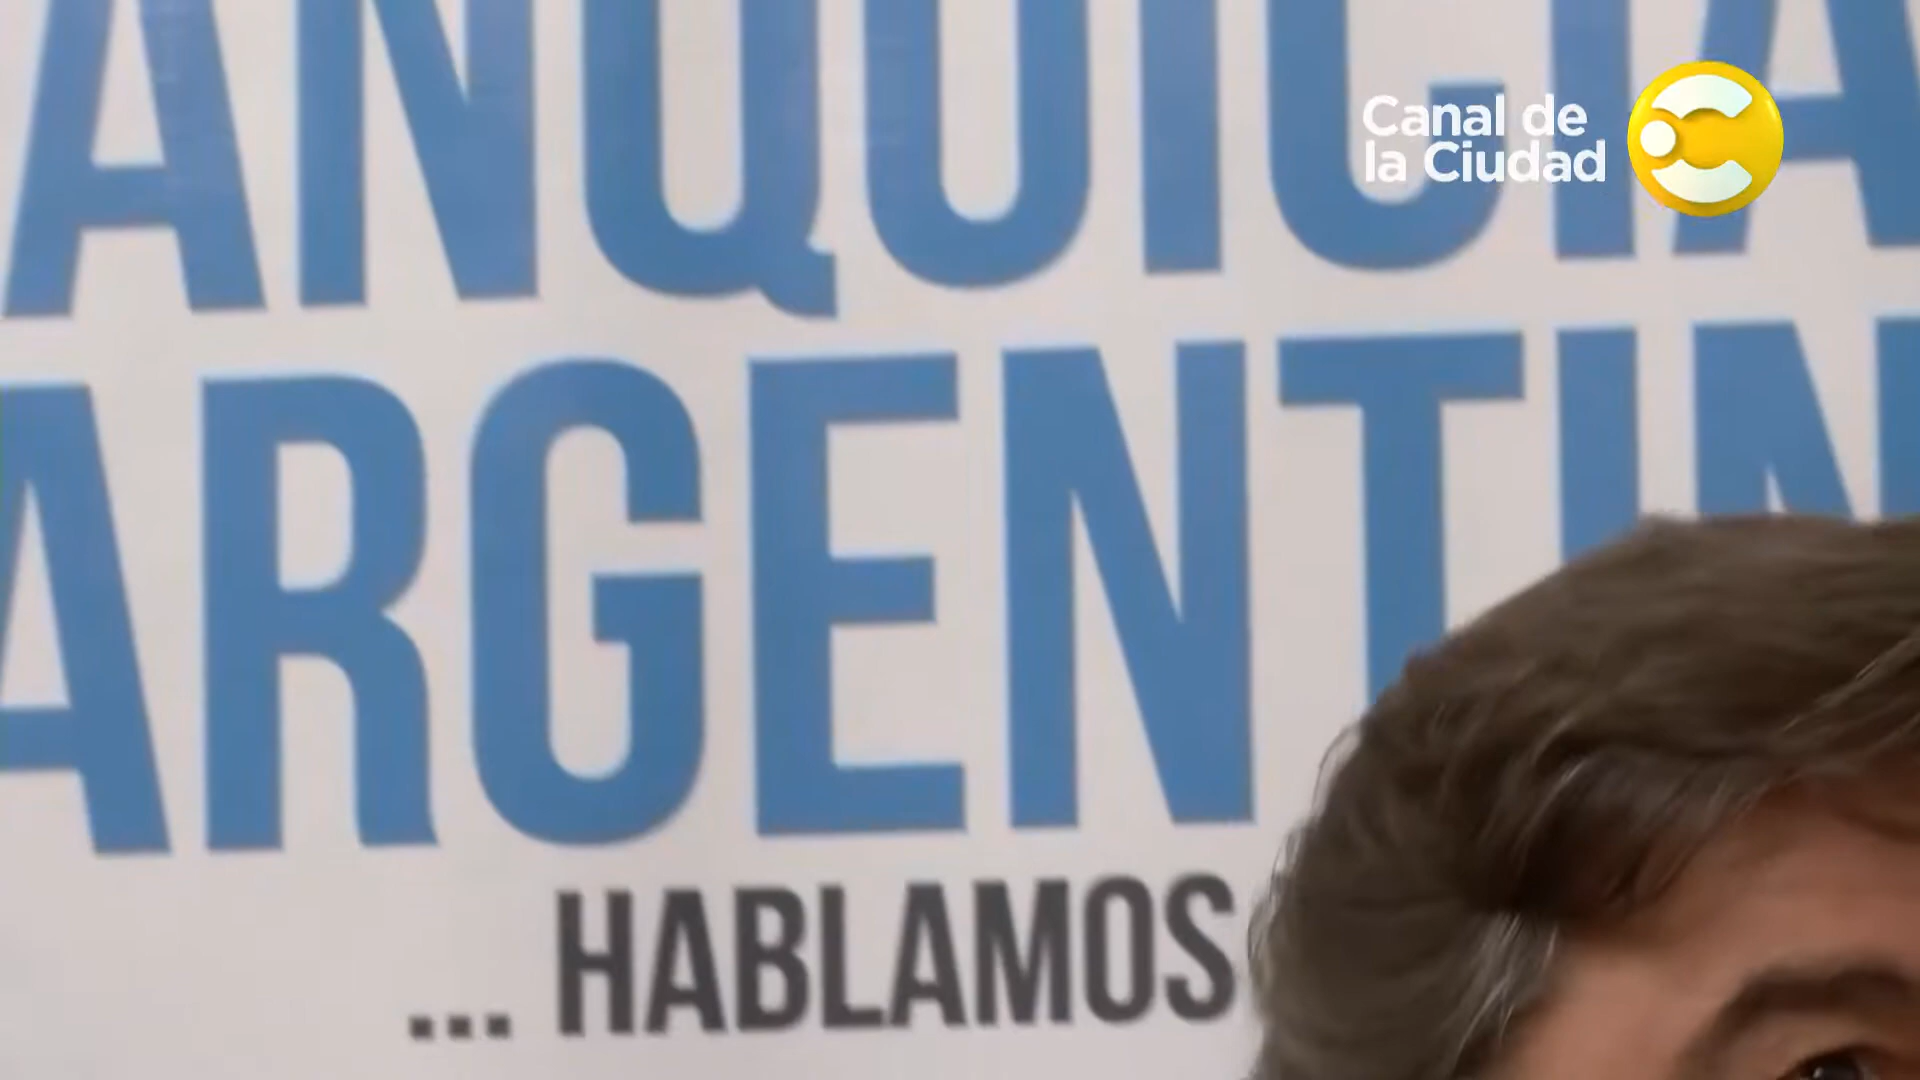 ANQUICIA
ARGENTIN
... HABLAMOS
Canal de
la Ciudad